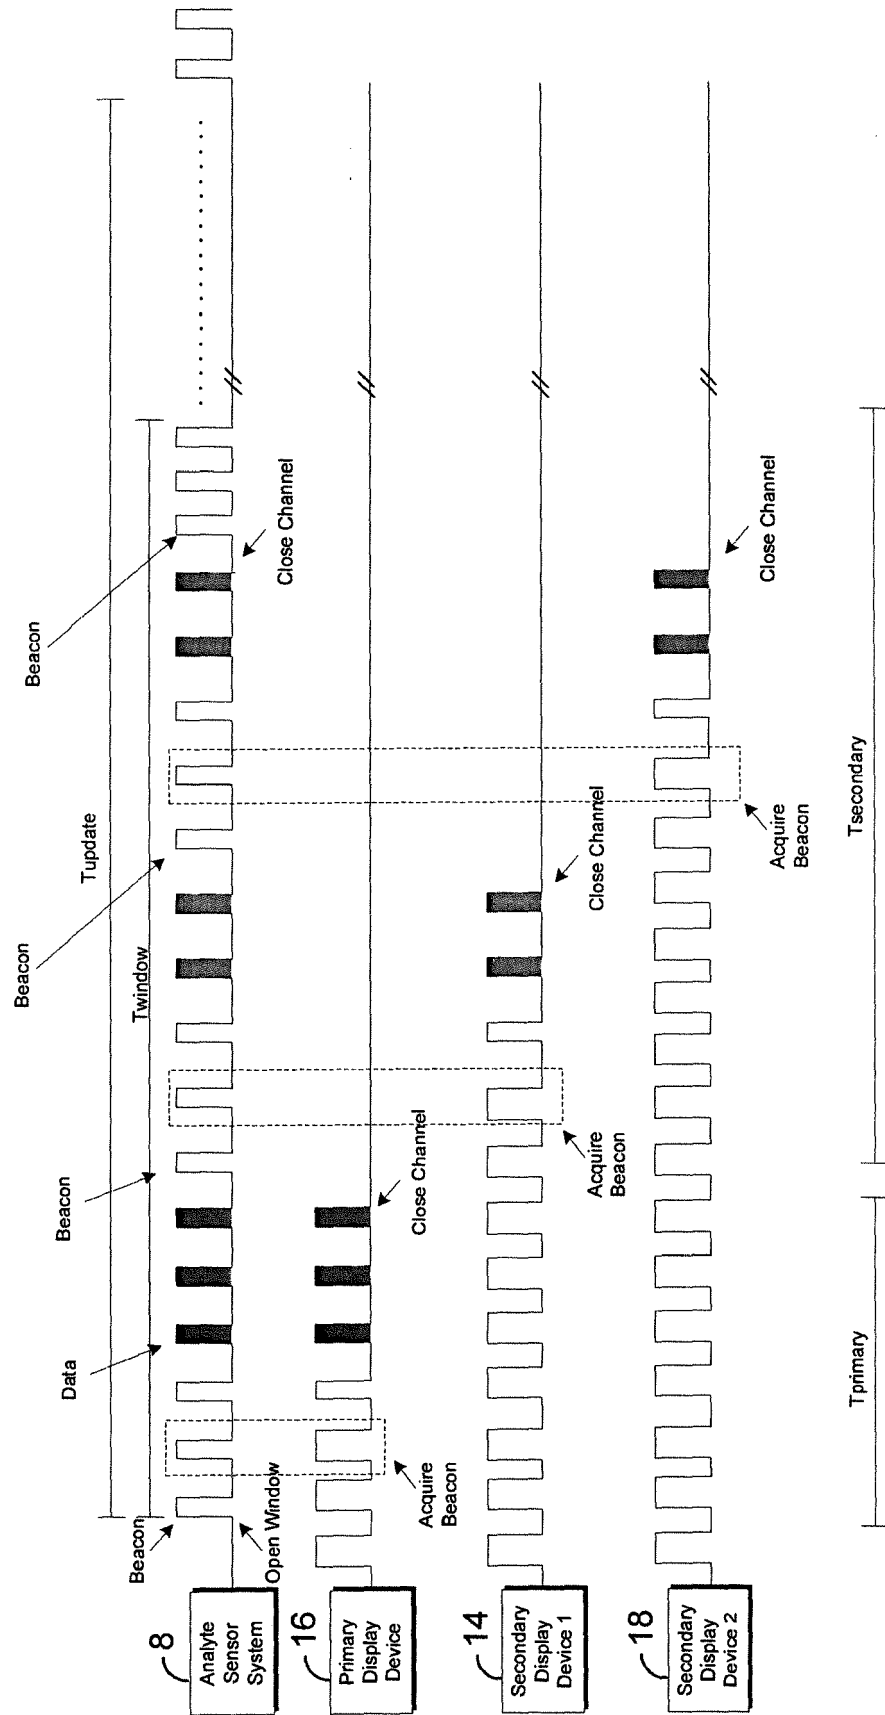 Tupdate
Twindow
Beacon
Data
Beacon
Beacon
Beacon
Open Window
Close Channel
8
Analyte
Sensor
System
16
Primary
Display
Device
Acquire
Beacon
Close Channel
14
Secondary
Display
Device 1
Acquire
Beacon
Close Channel
18
Secondary
Display
Device 2
Acquire
Beacon
Close Channel
Tprimary
Tsecondary